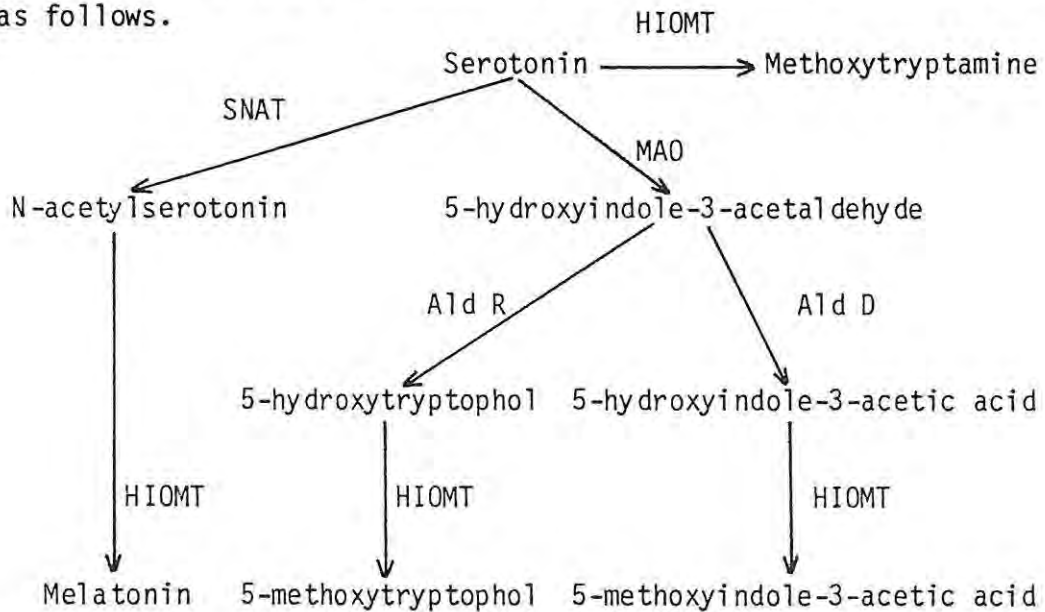 as follows.
HIOMT
Serotonin Methoxytryptamine
SNAT
MAO
N-acetylserotonin 5-hydroxyindole-3-acetaldehyde
Ald R Ald D
5-hydroxytryptophol 5-hydroxyindole-3-acetic acid
HIOMT HIOMT HIOMT
Melatonin 5-methoxytryptophol 5-methoxyindole-3-acetic acid